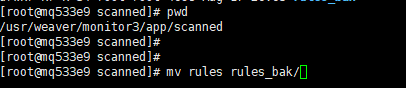 [root@mq533e9 scanned]# pwd
/usr/weaver/monitor3/app/scanned
[root@mq533e9 scanned]#
[root@mq533e9 scanned]#
[root@mq533e9 scanned]# mv rules rules_bak/